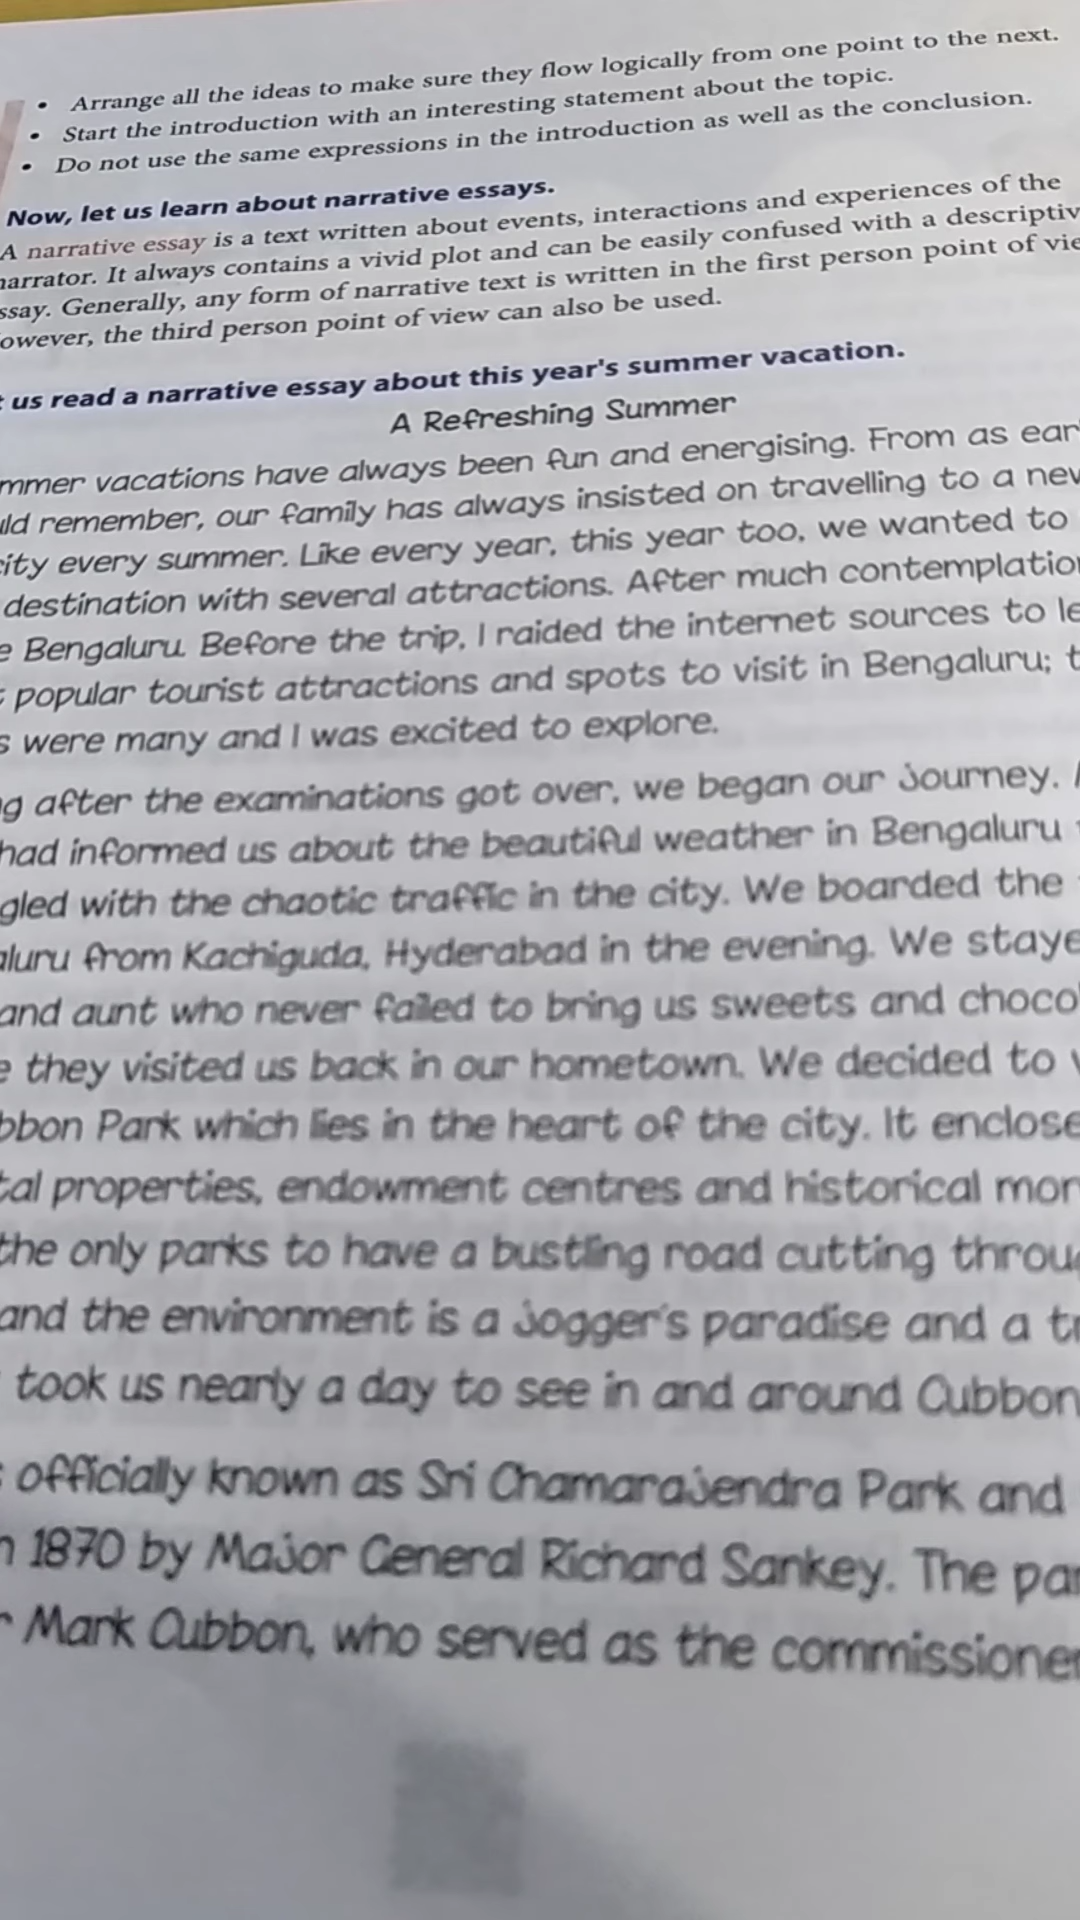 • Arrange all the ideas to make sure they flow logically from one point to the next.
• Start the introduction with an interesting statement about the topic.
• Do not use the same expressions in the introduction as well as the conclusion.
Now, let us learn about narrative essays.
A narrative essay is a text written about events, interactions and experiences of the
narrator. It always contains a vivid plot and can be easily confused with a descriptiv
ssay. Generally, any form of narrative text is written in the first person point of vie
owever, the third person point of view can also be used.
us read a narrative essay about this year's summer vacation.
A Refreshing Summer
mmer vacations have always been fun and energising. From as ear
uld remember, our family has always insisted on travelling to a new
city every summer. Like every year, this year too, we wanted to
destination with several attractions. After much contemplation
e Bengaluru. Before the trip, I raided the internet sources to le
popular tourist attractions and spots to visit in Bengaluru; t
s were many and I was excited to explore.
g after the examinations got over, we began our journey.
had informed us about the beautiful weather in Bengaluru
gled with the chaotic traffic in the city. We boarded the
aluru from Kachiguda, Hyderabad in the evening. We staye
and aunt who never failed to bring us sweets and choco
e they visited us back in our hometown. We decided to
bbon Park which lies in the heart of the city. It enclose
tal properties, endowment centres and historical mon
the only parks to have a bustling road cutting throug
and the environment is a jogger's paradise and a tr
took us nearly a day to see in and around Cubbon
officially known as Sri Chamarajendra Park and
n 1870 by Major General Richard Sankey. The par
r Mark Cubbon, who served as the commissioner